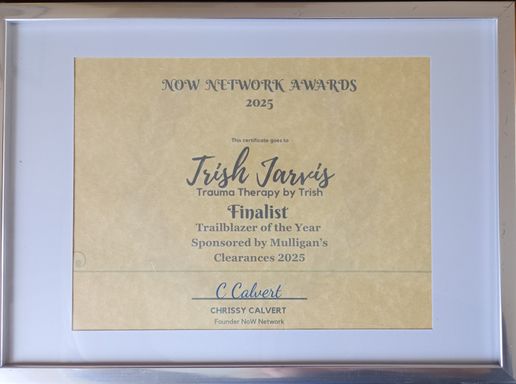 NOW NETWORK AWARDS
2025
This certificate goes to
Trish Jarvis
Trauma Therapy by Trish
Finalist
Trailblazer of the Year
Sponsored by Mulligan's
Clearances 2025
C Calvert
CHRISSY CALVERT
Founder NoW Network